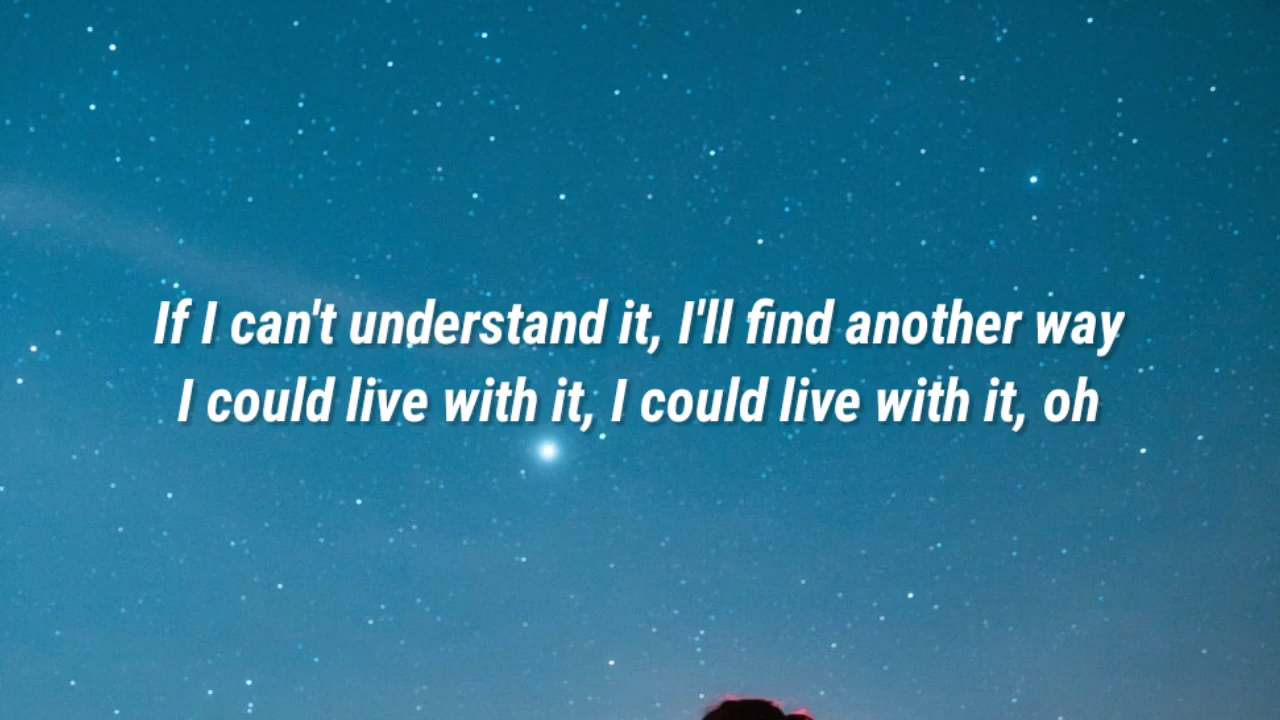 If I can't understand it, I'll find another way
I could live with it, I could live with it, oh